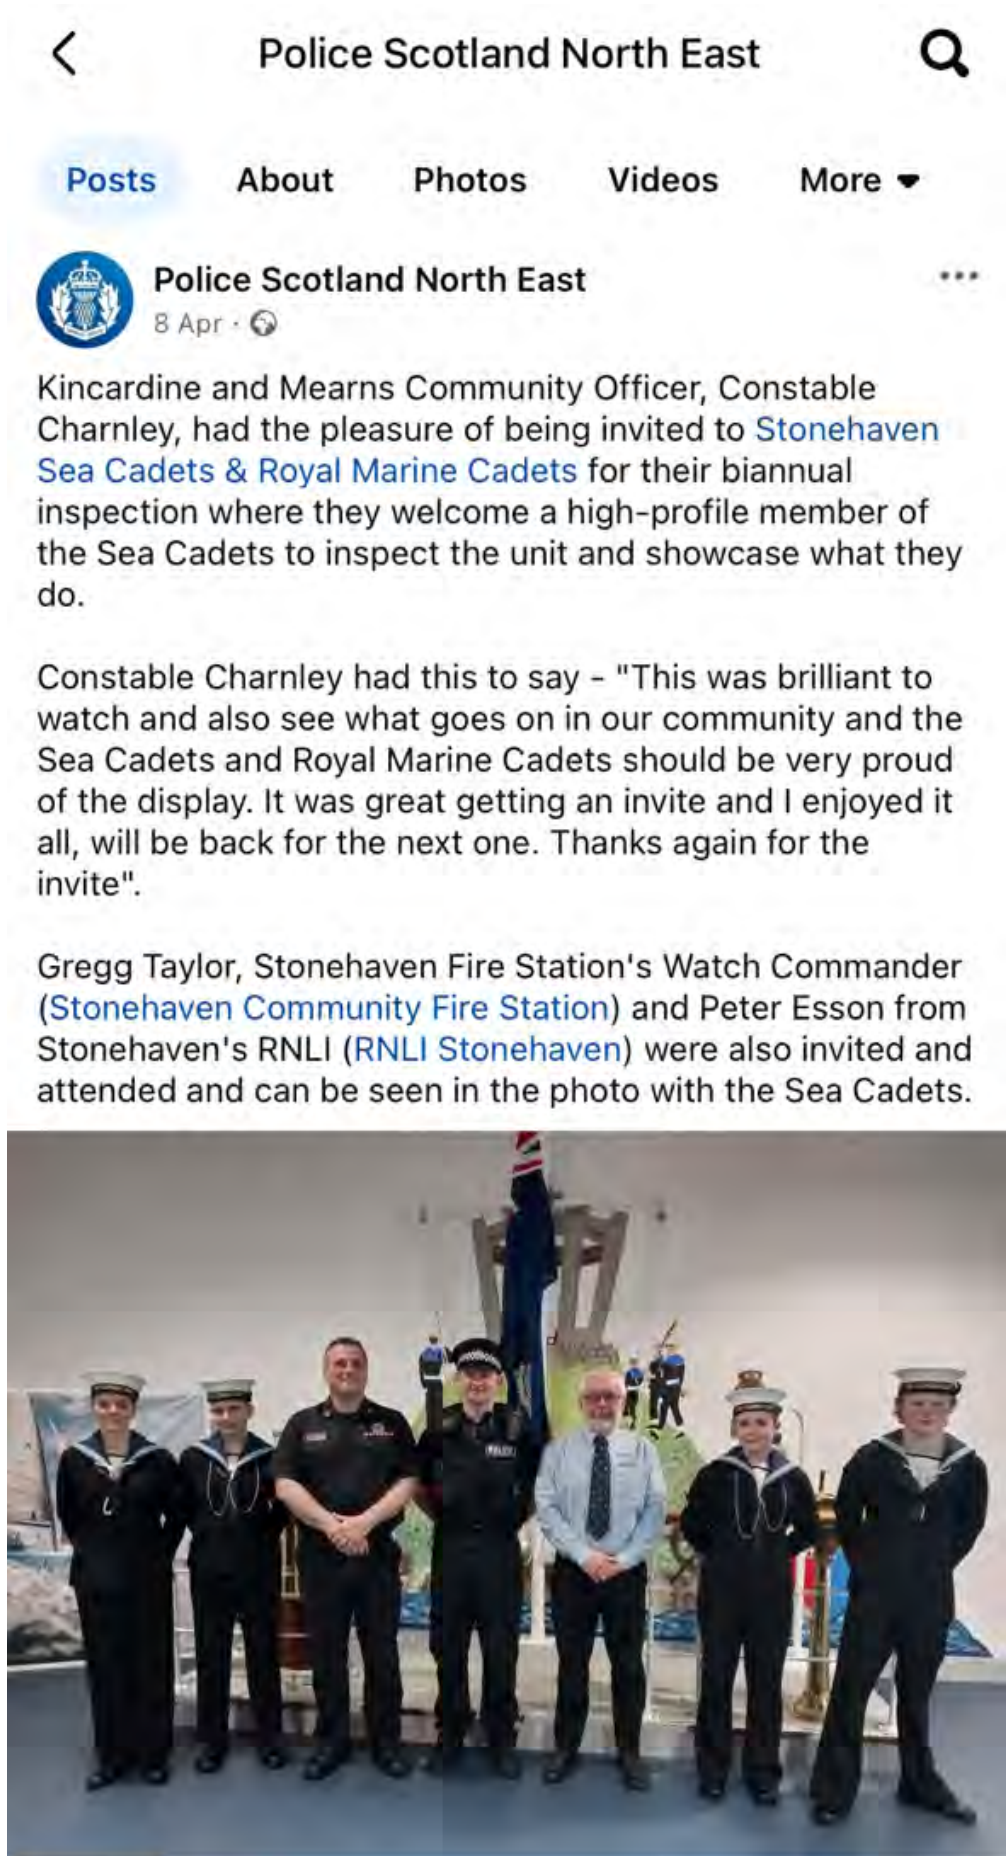 Police Scotland North East
Posts
About
Photos
Videos
More
Police Scotland North East
8 Apr ·
Kincardine and Mearns Community Officer, Constable
Charnley, had the pleasure of being invited to Stonehaven
Sea Cadets & Royal Marine Cadets for their biannual
inspection where they welcome a high-profile member of
the Sea Cadets to inspect the unit and showcase what they
do.
Constable Charnley had this to say - "This was brilliant to
watch and also see what goes on in our community and the
Sea Cadets and Royal Marine Cadets should be very proud
of the display. It was great getting an invite and I enjoyed it
all, will be back for the next one. Thanks again for the
invite".
Gregg Taylor, Stonehaven Fire Station's Watch Commander
(Stonehaven Community Fire Station) and Peter Esson from
Stonehaven's RNLI (RNLI Stonehaven) were also invited and
attended and can be seen in the photo with the Sea Cadets.
POLICE